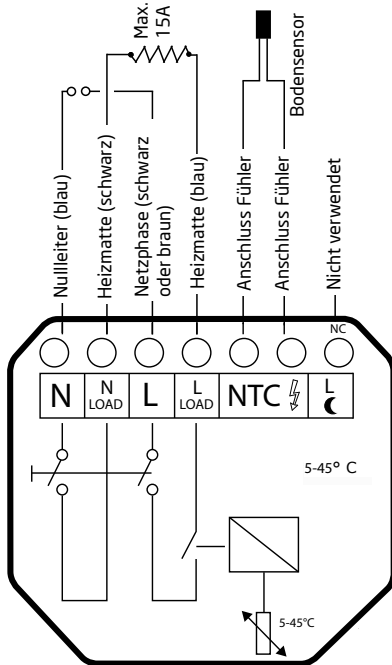 Max.
15A
Bodensensor
Nullleiter (blau)
Heizmatte (schwarz)
Netzphase (schwarz
oder braun)
Heizmatte (blau)
Anschluss Fühler
Anschluss Fühler
Nicht verwendet
NC
N
N
LOAD
L
L
LOAD
NTC
L
5-45° C
5-45°C